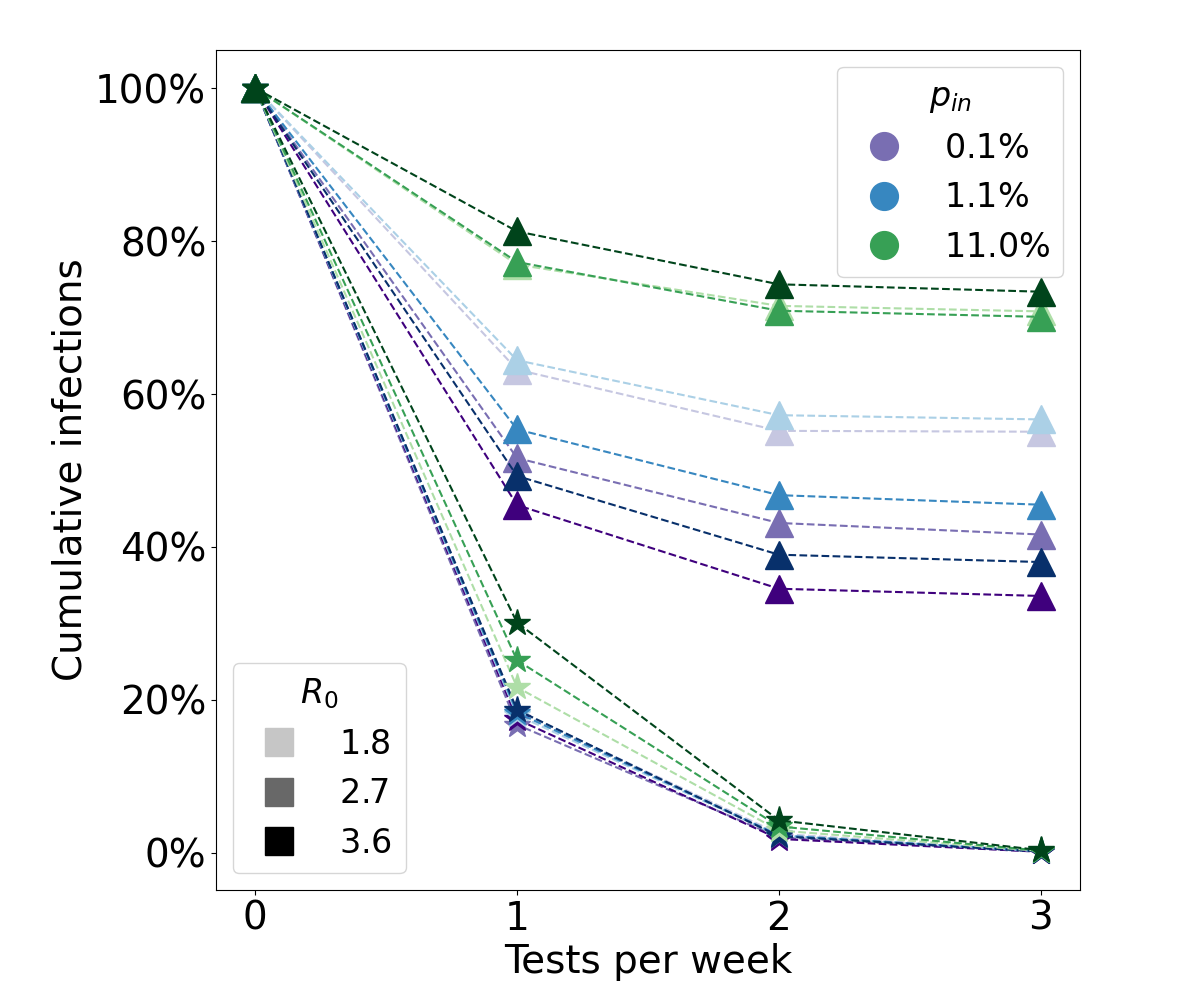 100%
80%
60%
40%
20%
0%
Cumulative infections
p_in
0.1%
1.1%
11.0%
R_0
1.8
2.7
3.6
0 1 2 3
Tests per week